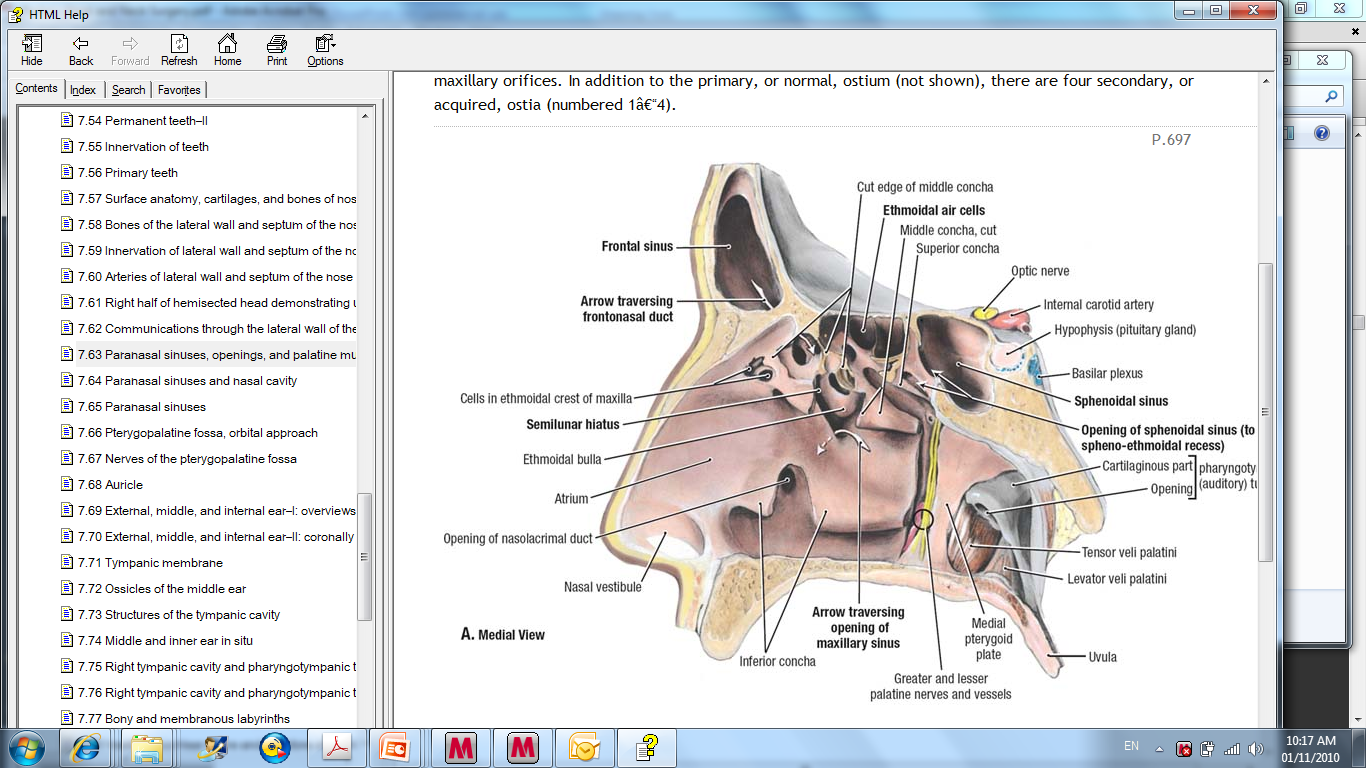 HTML Help
Hide Back Forward Refresh Home Print Options
Contents Index Search Favorites
7.54 Permanent teeth–II
7.55 Innervation of teeth
7.56 Primary teeth
7.57 Surface anatomy, cartilages, and bones of nos
7.58 Bones of the lateral wall and septum of the nos
7.59 Innervation of lateral wall and septum of the no
7.60 Arteries of lateral wall and septum of the nose
7.61 Right half of hemisected head demonstrating u
7.62 Communications through the lateral wall of the
7.63 Paranasal sinuses, openings, and palatine mu
7.64 Paranasal sinuses and nasal cavity
7.65 Paranasal sinuses
7.66 Pterygopalatine fossa, orbital approach
7.67 Nerves of the pterygopalatine fossa
7.68 Auricle
7.69 External, middle, and internal ear–I: overviews
7.70 External, middle, and internal ear–II: coronally
7.71 Tympanic membrane
7.72 Ossicles of the middle ear
7.73 Structures of the tympanic cavity
7.74 Middle and inner ear in situ
7.75 Right tympanic cavity and pharyngotympanic t
7.76 Right tympanic cavity and pharyngotympanic t
7.77 Bony and membranous labyrinths
maxillary orifices. In addition to the primary, or normal, ostium (not shown), there are four secondary, or
acquired, ostia (numbered 1â€“4).
P.697
Cut edge of middle concha
Ethmoidal air cells
Middle concha, cut
Superior concha
Frontal sinus
Arrow traversing
frontonasal duct
Cells in ethmoidal crest of maxilla
Semilunar hiatus
Ethmoidal bulla
Atrium
Opening of nasolacrimal duct
Nasal vestibule
A. Medial View
Optic nerve
Internal carotid artery
Hypophysis (pituitary gland)
Basilar plexus
Sphenoidal sinus
Opening of sphenoidal sinus (to
spheno-ethmoidal recess)
Cartilaginous part
Opening
pharyngoty
(auditory) tu
Tensor veli palatini
Levator veli palatini
Uvula
Medial
pterygoid
plate
Greater and lesser
palatine nerves and vessels
Arrow traversing
opening of
maxillary sinus
Inferior concha
EN
10:17 AM
01/11/2010